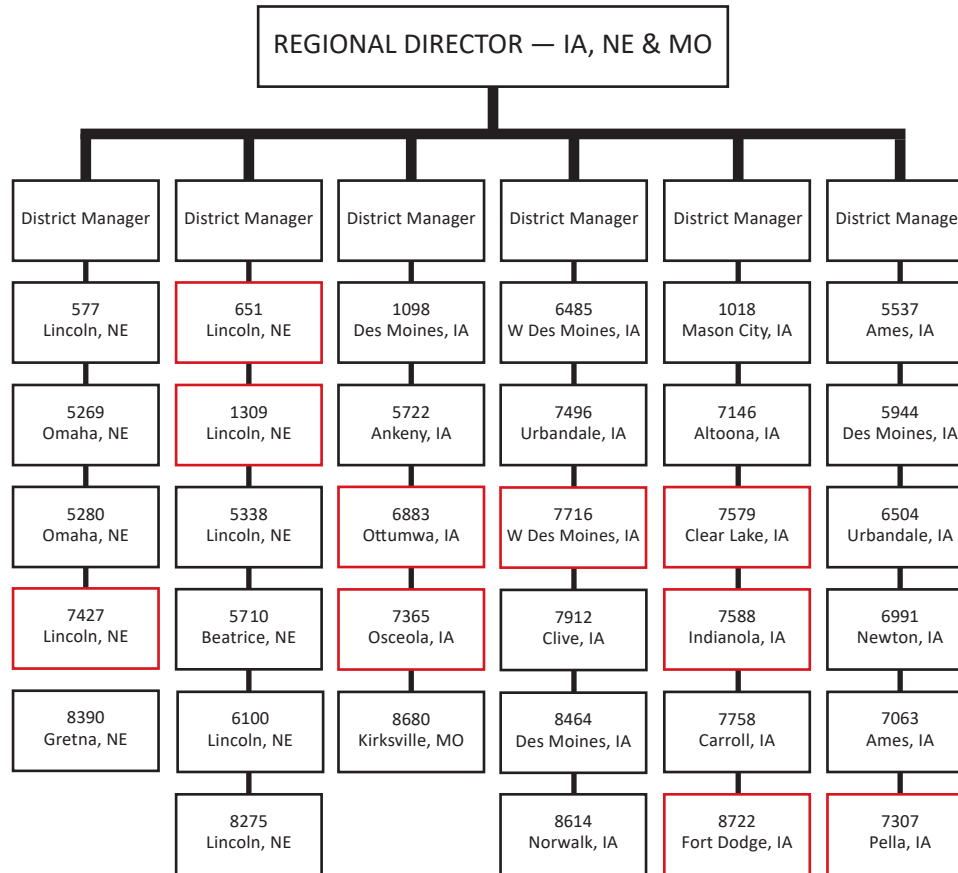 REGIONAL DIRECTOR — IA, NE & MO
District Manager
577
Lincoln, NE
5269
Omaha, NE
5280
Omaha, NE
7427
Lincoln, NE
8390
Gretna, NE
District Manager
651
Lincoln, NE
1309
Lincoln, NE
5338
Lincoln, NE
5710
Beatrice, NE
6100
Lincoln, NE
8275
Lincoln, NE
District Manager
1098
Des Moines, IA
5722
Ankeny, IA
6883
Ottumwa, IA
7365
Osceola, IA
8680
Kirksville, MO
District Manager
6485
W Des Moines, IA
7496
Urbandale, IA
7716
W Des Moines, IA
7912
Clive, IA
8464
Des Moines, IA
8614
Norwalk, IA
District Manager
1018
Mason City, IA
7146
Altoona, IA
7579
Clear Lake, IA
7588
Indianola, IA
7758
Carroll, IA
8722
Fort Dodge, IA
District Manage
5537
Ames, IA
5944
Des Moines, IA
6504
Urbandale, IA
6991
Newton, IA
7063
Ames, IA
7307
Pella, IA